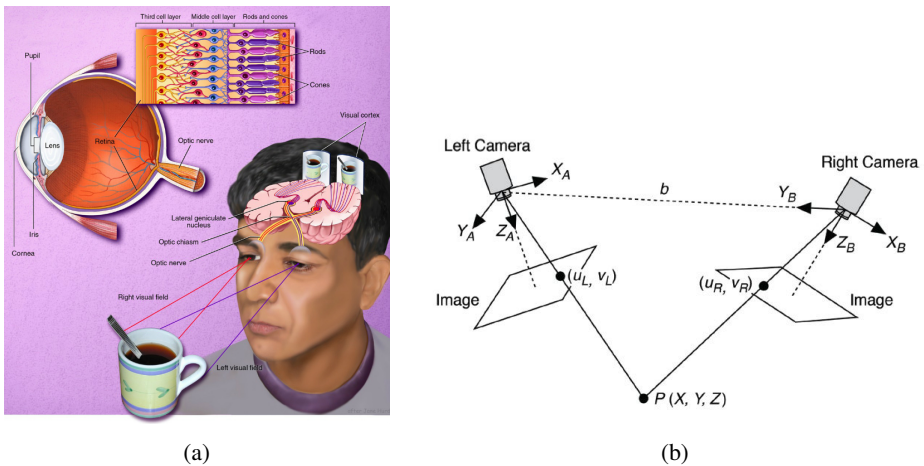 Third cell layer Middle cell layer Rods and cones
Rods
Cones
Pupil
Lens
Retina
Optic nerve
Iris
Cornea
Visual cortex
Lateral geniculate
nucleus
Optic chiasm
Optic nerve
Right visual field
Left visual field
(a)
Left Camera
Right Camera
X_A
b
Y_B
Y_A
Z_A
Z_B
X_B
(u_L, v_L)
(u_R, v_R)
Image
Image
P (X, Y, Z)
(b)